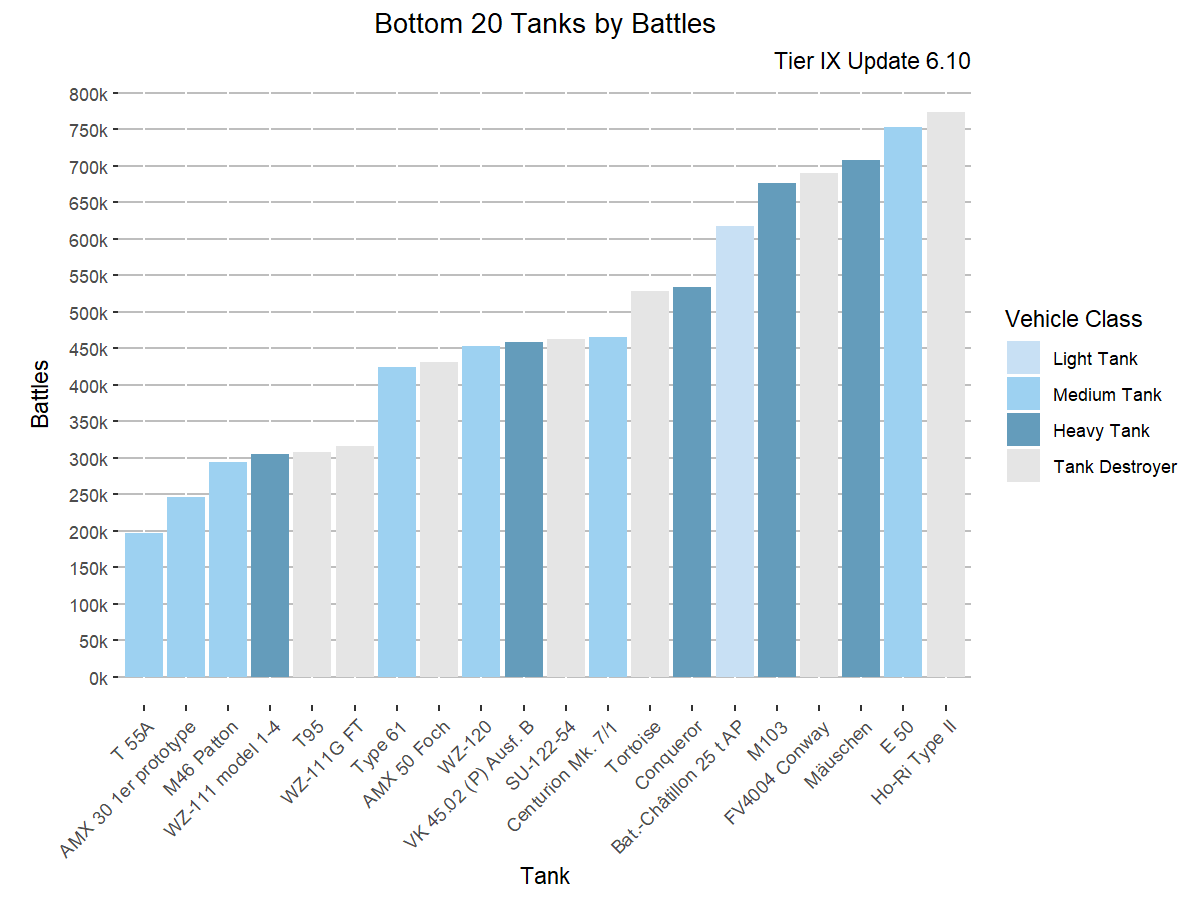 Bottom 20 Tanks by Battles
Tier IX Update 6.10
800k
750k
700k
650k
600k
550k
500k
450k
400k
350k
300k
250k
200k
150k
100k
50k
0k
Battles
T 55A
AMX 30 1er prototype
M46 Patton
WZ-111 model 1-4
T95
WZ-111G FT
Type 61
AMX 50 Foch
WZ-120
VK 45.02 (P) Ausf. B
SU-122-54
Centurion Mk. 7/1
Tortoise
Conqueror
Bat.-Châtillon 25 t AP
M103
FV4004 Conway
Mäuschen
E 50
Ho-Ri Type II
Tank
Vehicle Class
Light Tank
Medium Tank
Heavy Tank
Tank Destroyer